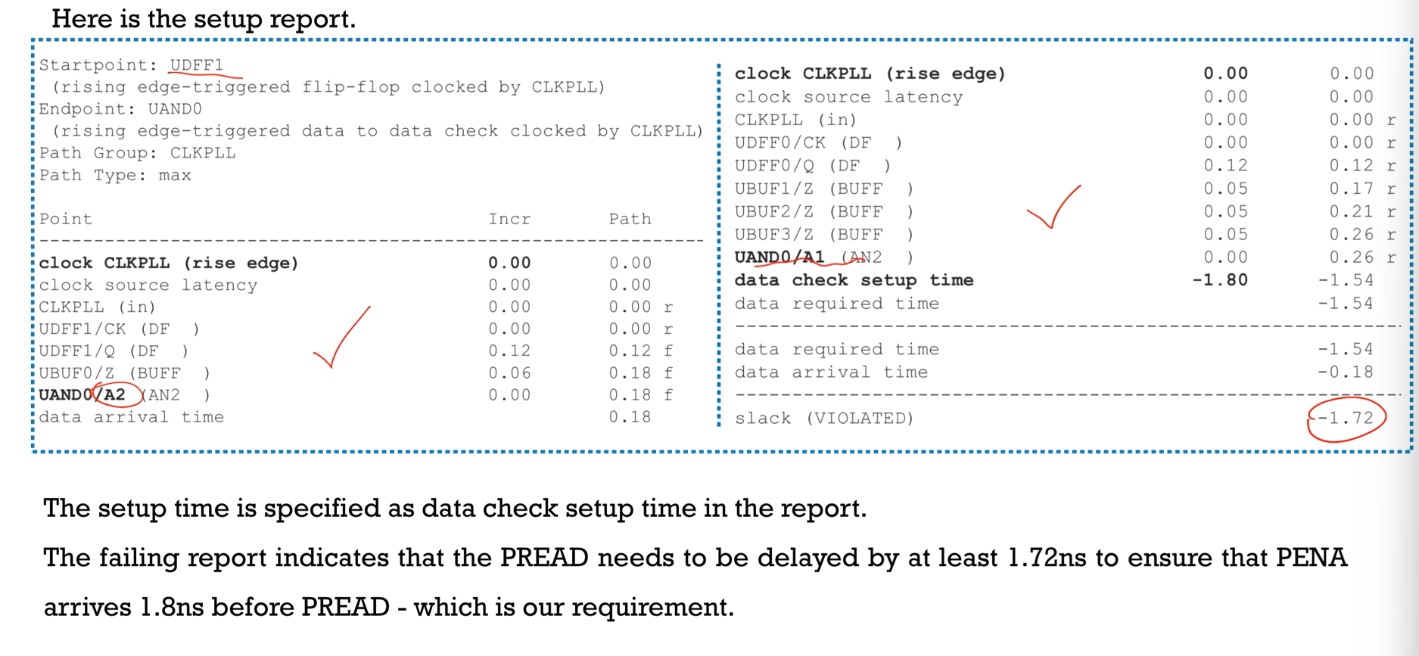 Here is the setup report.
Startpoint: UDFF1
(rising edge-triggered flip-flop clocked by CLKPLL)
Endpoint: UAND0
(rising edge-triggered data to data check clocked by CLKPLL)
Path Group: CLKPLL
Path Type: max
Point Incr Path
clock CLKPLL (rise edge) 0.00 0.00
clock source latency 0.00 0.00
CLKPLL (in) 0.00 0.00 r
UDFF1/CK (DF ) 0.00 0.00 r
UDFF1/Q (DF ) 0.12 0.12 f
UBUF0/Z (BUFF ) 0.06 0.18 f
UAND0/A2 (AN2 ) 0.00 0.18 f
data arrival time 0.18
clock CLKPLL (rise edge) 0.00 0.00
clock source latency 0.00 0.00
CLKPLL (in) 0.00 0.00 r
UDFF0/CK (DF ) 0.00 0.00 r
UDFF0/Q (DF ) 0.12 0.12 r
UBUF1/Z (BUFF ) 0.05 0.17 r
UBUF2/Z (BUFF ) 0.05 0.21 r
UBUF3/Z (BUFF ) 0.05 0.26 r
UAND0/A1 (AN2 ) 0.00 0.26 r
data check setup time -1.80 -1.54
data required time -1.54
data required time -1.54
data arrival time -0.18
slack (VIOLATED) -1.72
The setup time is specified as data check setup time in the report.
The failing report indicates that the PREAD needs to be delayed by at least 1.72ns to ensure that PENA
arrives 1.8ns before PREAD - which is our requirement.